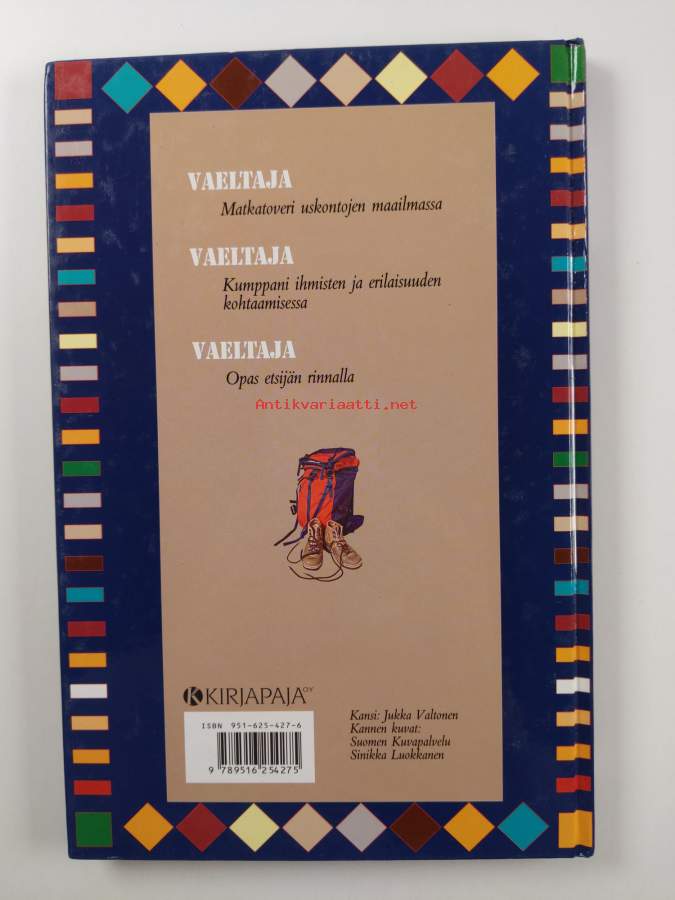 VAELTAJA
Matkatoveri uskontojen maailmassa
VAELTAJA
Kumppani ihmisten ja erilaisuuden
kohtaamisessa
VAELTAJA
Opas etsijän rinnalla
Antikvariaatti.net
KIRJAPAJA OY
ISBN 951-625-427-6
9 789516 254275
Kansi: Jukka Valtonen
Kannen kuvat:
Suomen Kuvapalvelu
Sinikka Luokkanen